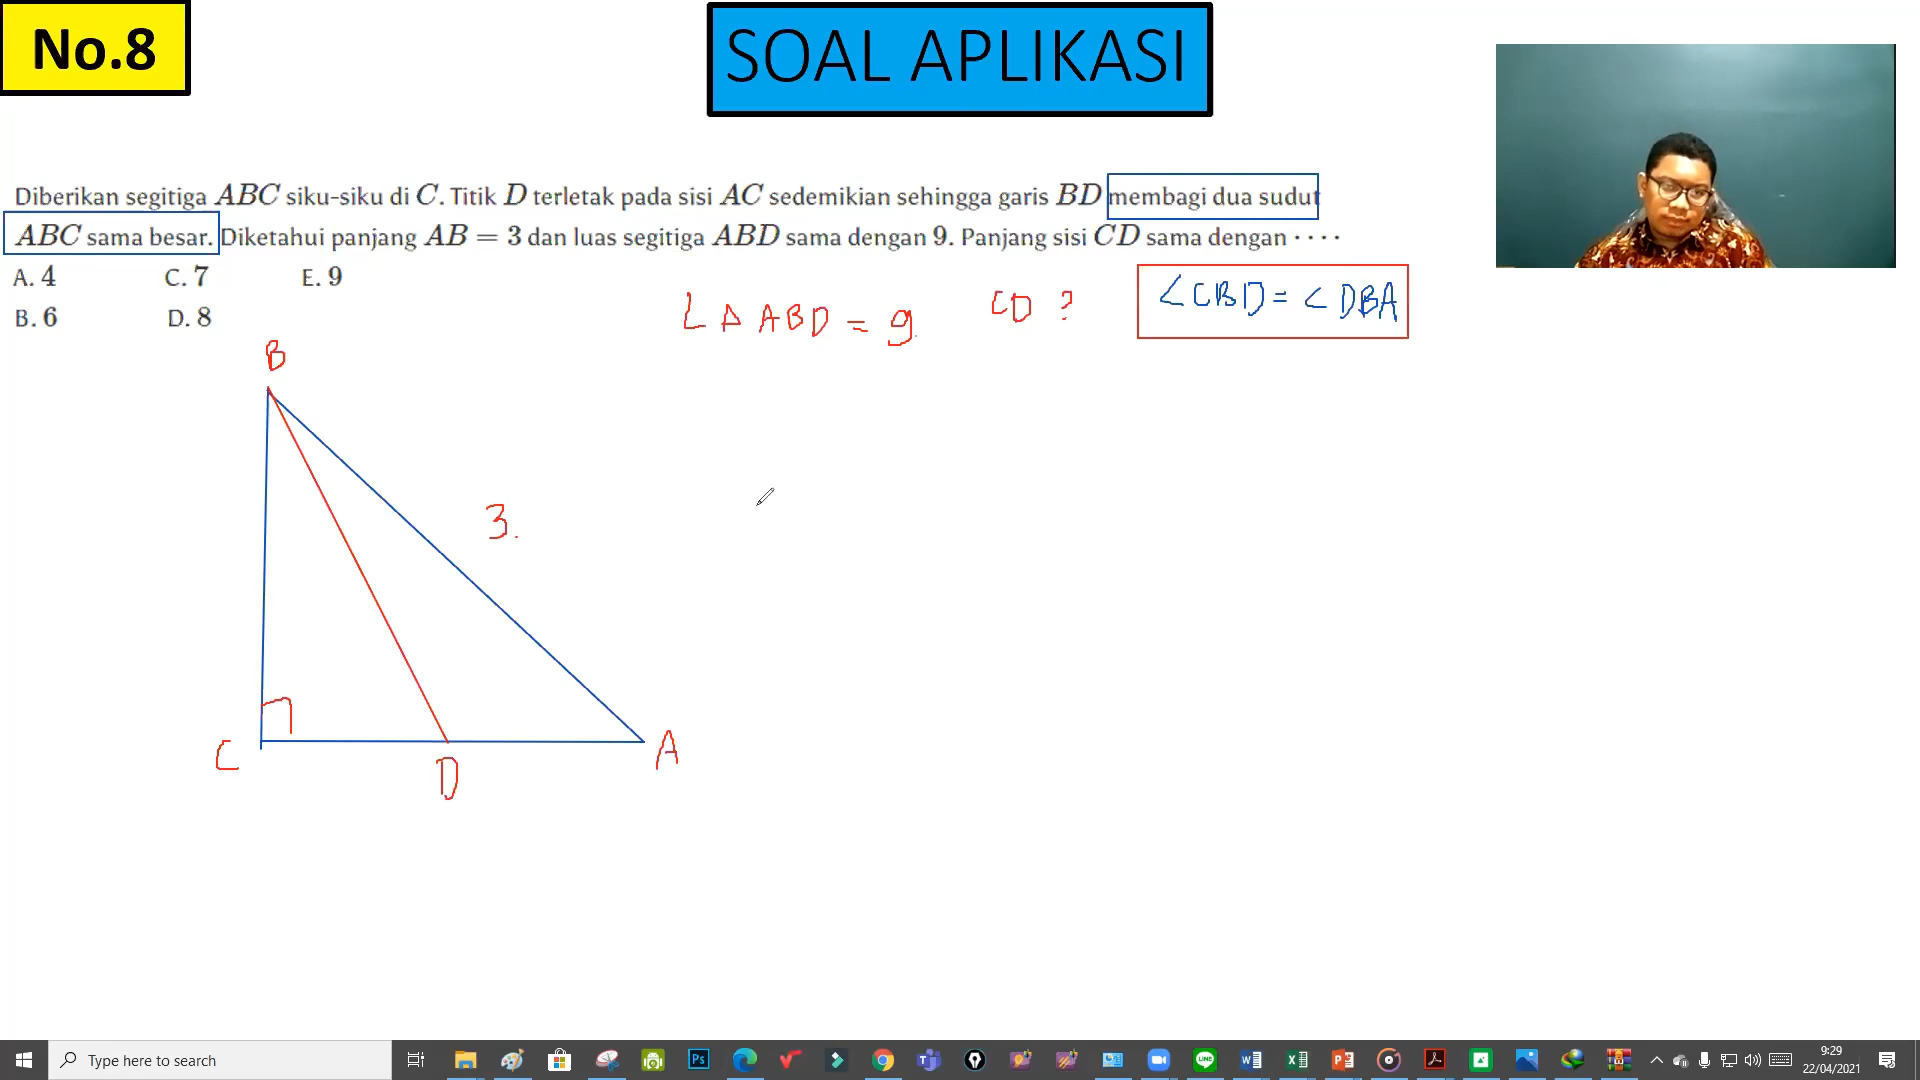 No.8
SOAL APLIKASI
Diberikan segitiga ABC siku-siku di C. Titik D terletak pada sisi AC sedemikian sehingga garis BD membagi dua sudut
ABC sama besar. Diketahui panjang AB = 3 dan luas segitiga ABD sama dengan 9. Panjang sisi CD sama dengan ····
A. 4 C. 7 E. 9
B. 6 D. 8
L Δ ABD = 9.
CD ?
∠CBD = ∠DBA
B
3.
C
D
A
Type here to search
9:29
22/04/2021